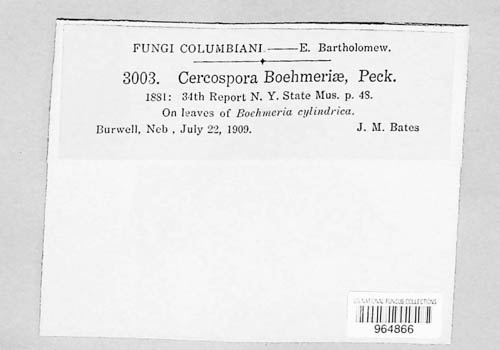 FUNGI COLUMBIANI.——E. Bartholomew.
3003. Cercospora Boehmeriæ, Peck.
1881: 34th Report N. Y. State Mus. p. 48.
On leaves of Boehmeria cylindrica.
Burwell, Neb , July 22, 1909. J. M. Bates
US NATIONAL FUNGUS COLLECTIONS
964866